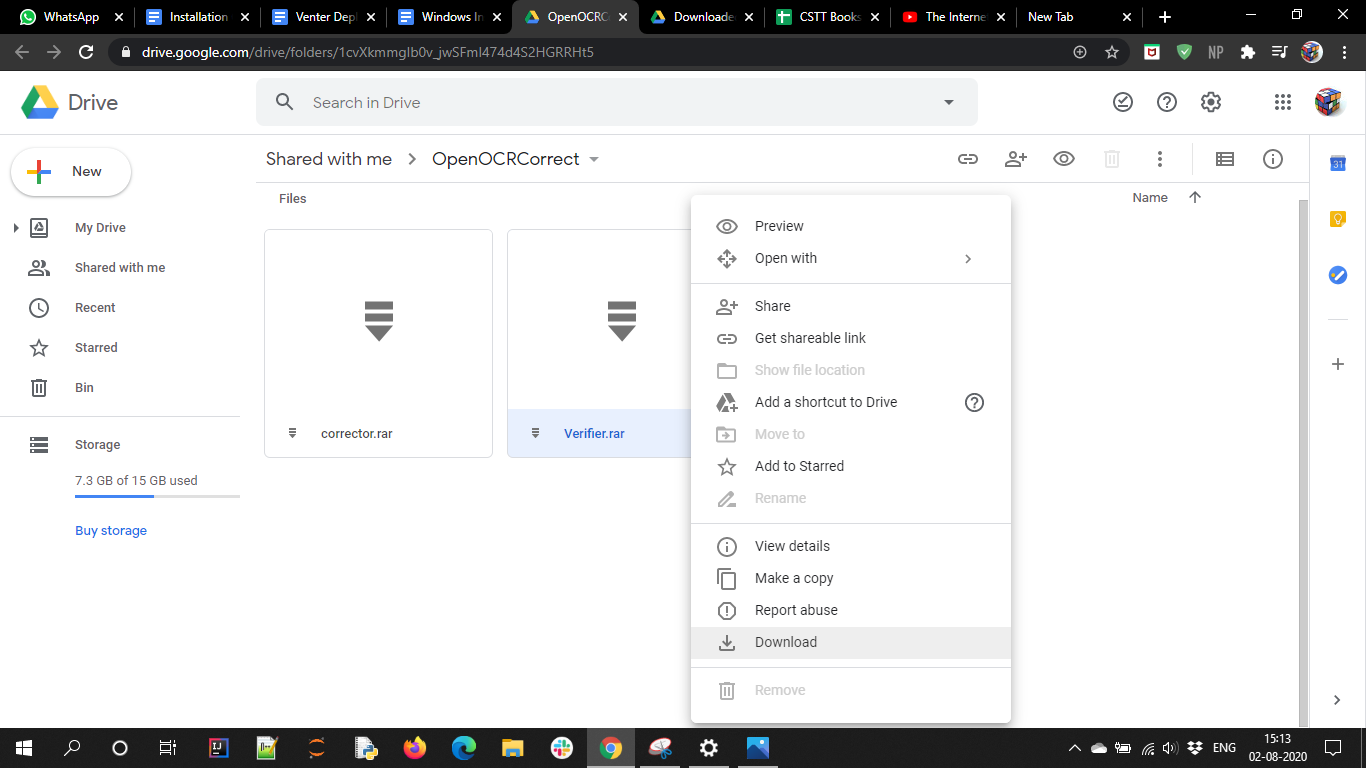 WhatsApp
Installation
Venter Dep
Windows In
OpenOCRC
Downloade
CSTT Books
The Interne
New Tab
drive.google.com/drive/folders/1cvXkmmglb0v_jwSFmI474d4S2HGRRHt5
NP
Drive
Search in Drive
New
Shared with me
OpenOCRCorrect
31
Files
Name
My Drive
Shared with me
Recent
Starred
Bin
Storage
7.3 GB of 15 GB used
Buy storage
corrector.rar
Verifier.rar
Preview
Open with
Share
Get shareable link
Show file location
Add a shortcut to Drive
Move to
Add to Starred
Rename
View details
Make a copy
Report abuse
Download
Remove
ENG
15:13
02-08-2020